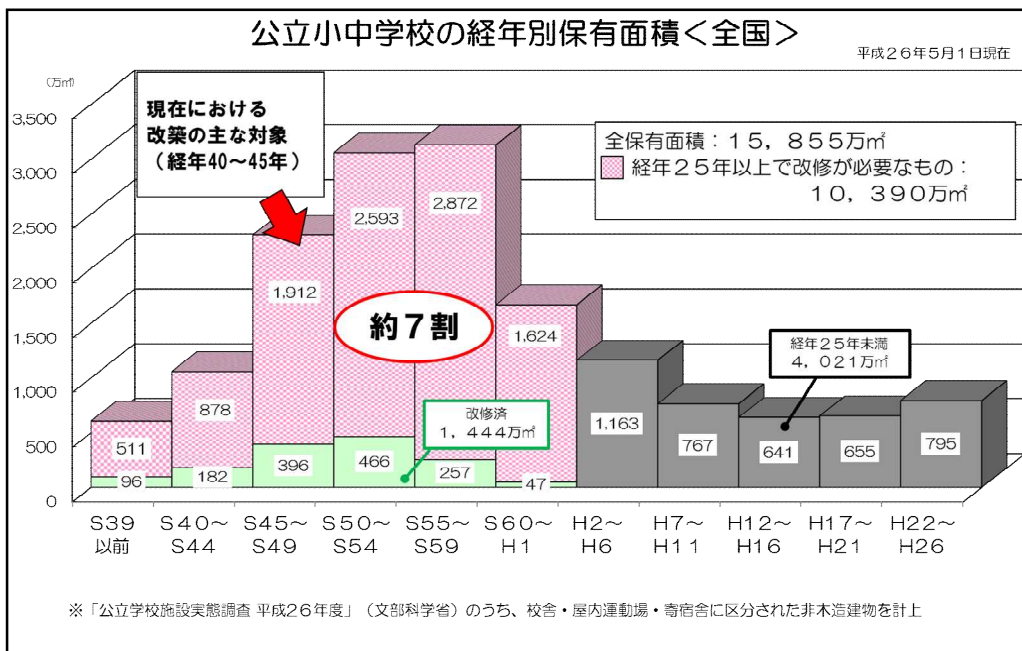 公立小中学校の経年別保有面積＜全国＞
平成２６年５月１日現在
（万㎡）
3,500
3,000
2,500
2,000
1,500
1,000
500
0
現在における
改築の主な対象
（経年40～45年）
全保有面積：１５，８５５万㎡
経年２５年以上で改修が必要なもの：
１０，３９０万㎡
約７割
改修済
１，４４４万㎡
経年２５年未満
４，０２１万㎡
511
96
878
182
1,912
396
2,593
466
2,872
257
1,624
47
1,163
767
641
655
795
S39
以前
S40～
S44
S45～
S49
S50～
S54
S55～
S59
S60～
H1
H2～
H6
H7～
H11
H12～
H16
H17～
H21
H22～
H26
※「公立学校施設実態調査 平成２６年度」（文部科学省）のうち、校舎・屋内運動場・寄宿舎に区分された非木造建物を計上